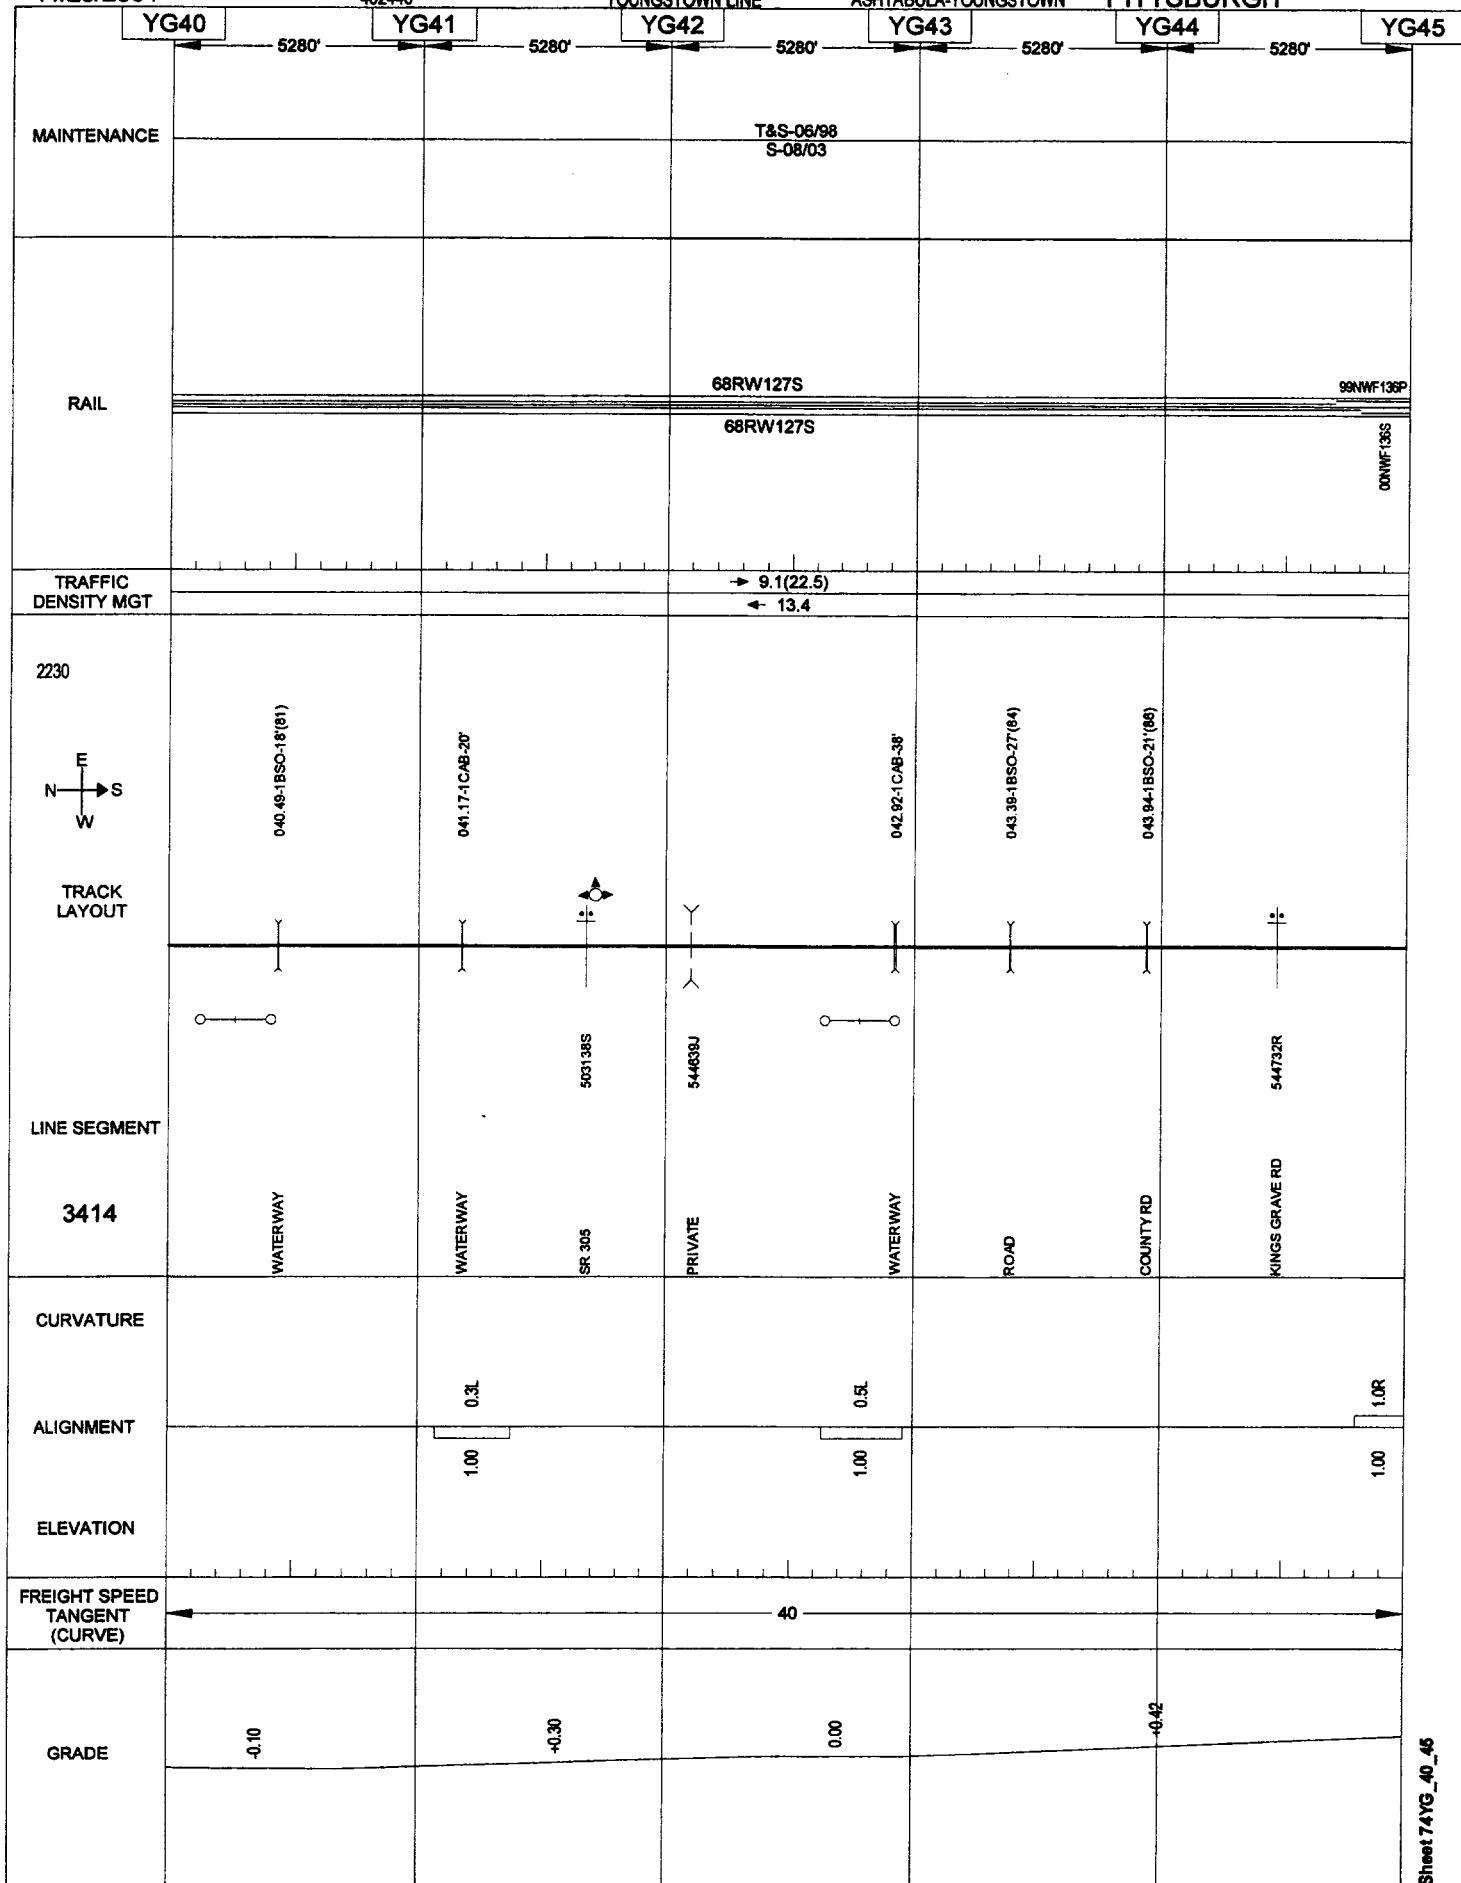 YOUNGSTOWN LINE
ASHTABULA-YOUNGSTOWN
PITTSBURGH
YG40
YG41
YG42
YG43
YG44
YG45
5280'
5280'
5280'
5280'
5280'
MAINTENANCE
T&S-06/98
S-08/03
RAIL
68RW127S
68RW127S
99NWF136P
00NWF136S
TRAFFIC
DENSITY MGT
9.1(22.5)
13.4
2230
E
N
S
W
TRACK
LAYOUT
040.49-1BSO-18'(81)
041.17-1CAB-20'
042.92-1CAB-38'
043.39-1BSO-27'(84)
043.94-1BSO-21'(86)
503138S
544639J
544732R
LINE SEGMENT
3414
WATERWAY
WATERWAY
SR 305
PRIVATE
WATERWAY
ROAD
COUNTY RD
KINGS GRAVE RD
CURVATURE
0.3L
0.5L
1.0R
ALIGNMENT
1.00
1.00
1.00
ELEVATION
FREIGHT SPEED
TANGENT
(CURVE)
40
GRADE
-0.10
+0.30
0.00
+0.42
Sheet 74YG_40_45